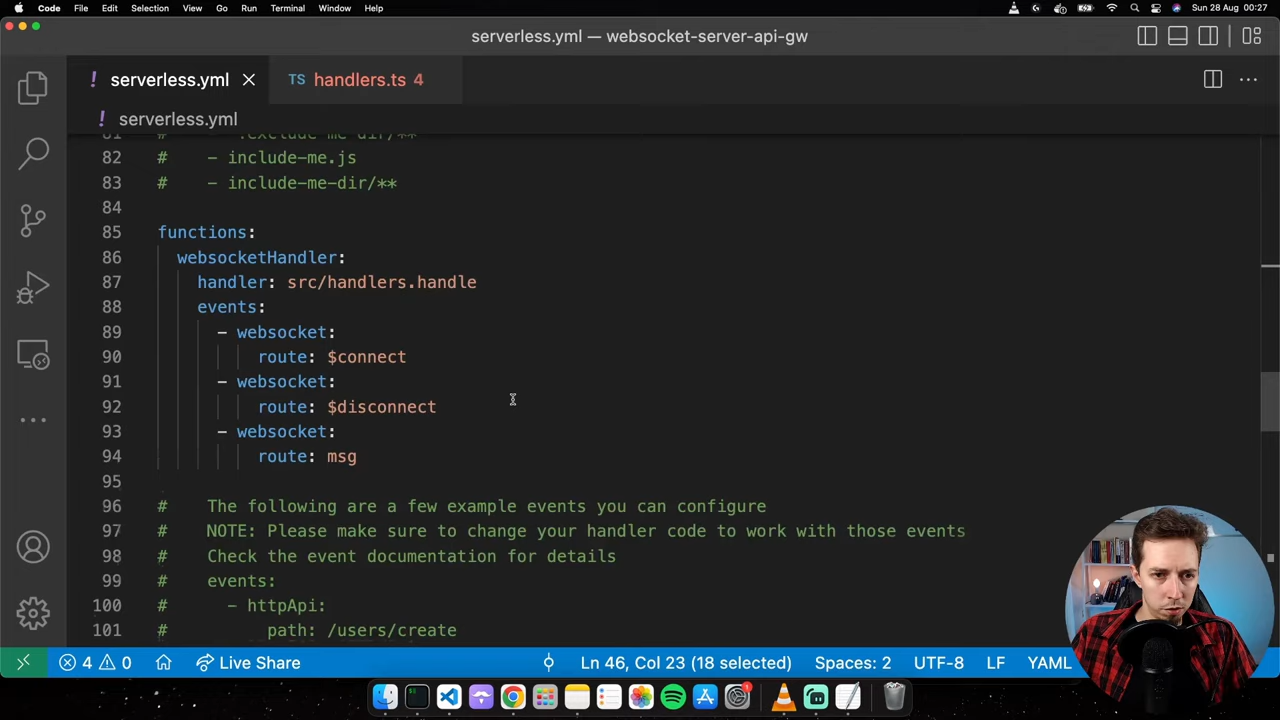 Code File Edit Selection View Go Run Terminal Window Help Sun 28 Aug 00:27
serverless.yml — websocket-server-api-gw
! serverless.yml TS handlers.ts 4
! serverless.yml
81 # - !exclude-me-dir/**
82 # - include-me.js
83 # - include-me-dir/**
84
85 functions:
86 websocketHandler:
87 handler: src/handlers.handle
88 events:
89 - websocket:
90 route: $connect
91 - websocket:
92 route: $disconnect
93 - websocket:
94 route: msg
95
96 # The following are a few example events you can configure
97 # NOTE: Please make sure to change your handler code to work with those events
98 # Check the event documentation for details
99 # events:
100 # - httpApi:
101 # path: /users/create
4 0 Live Share Ln 46, Col 23 (18 selected) Spaces: 2 UTF-8 LF YAML